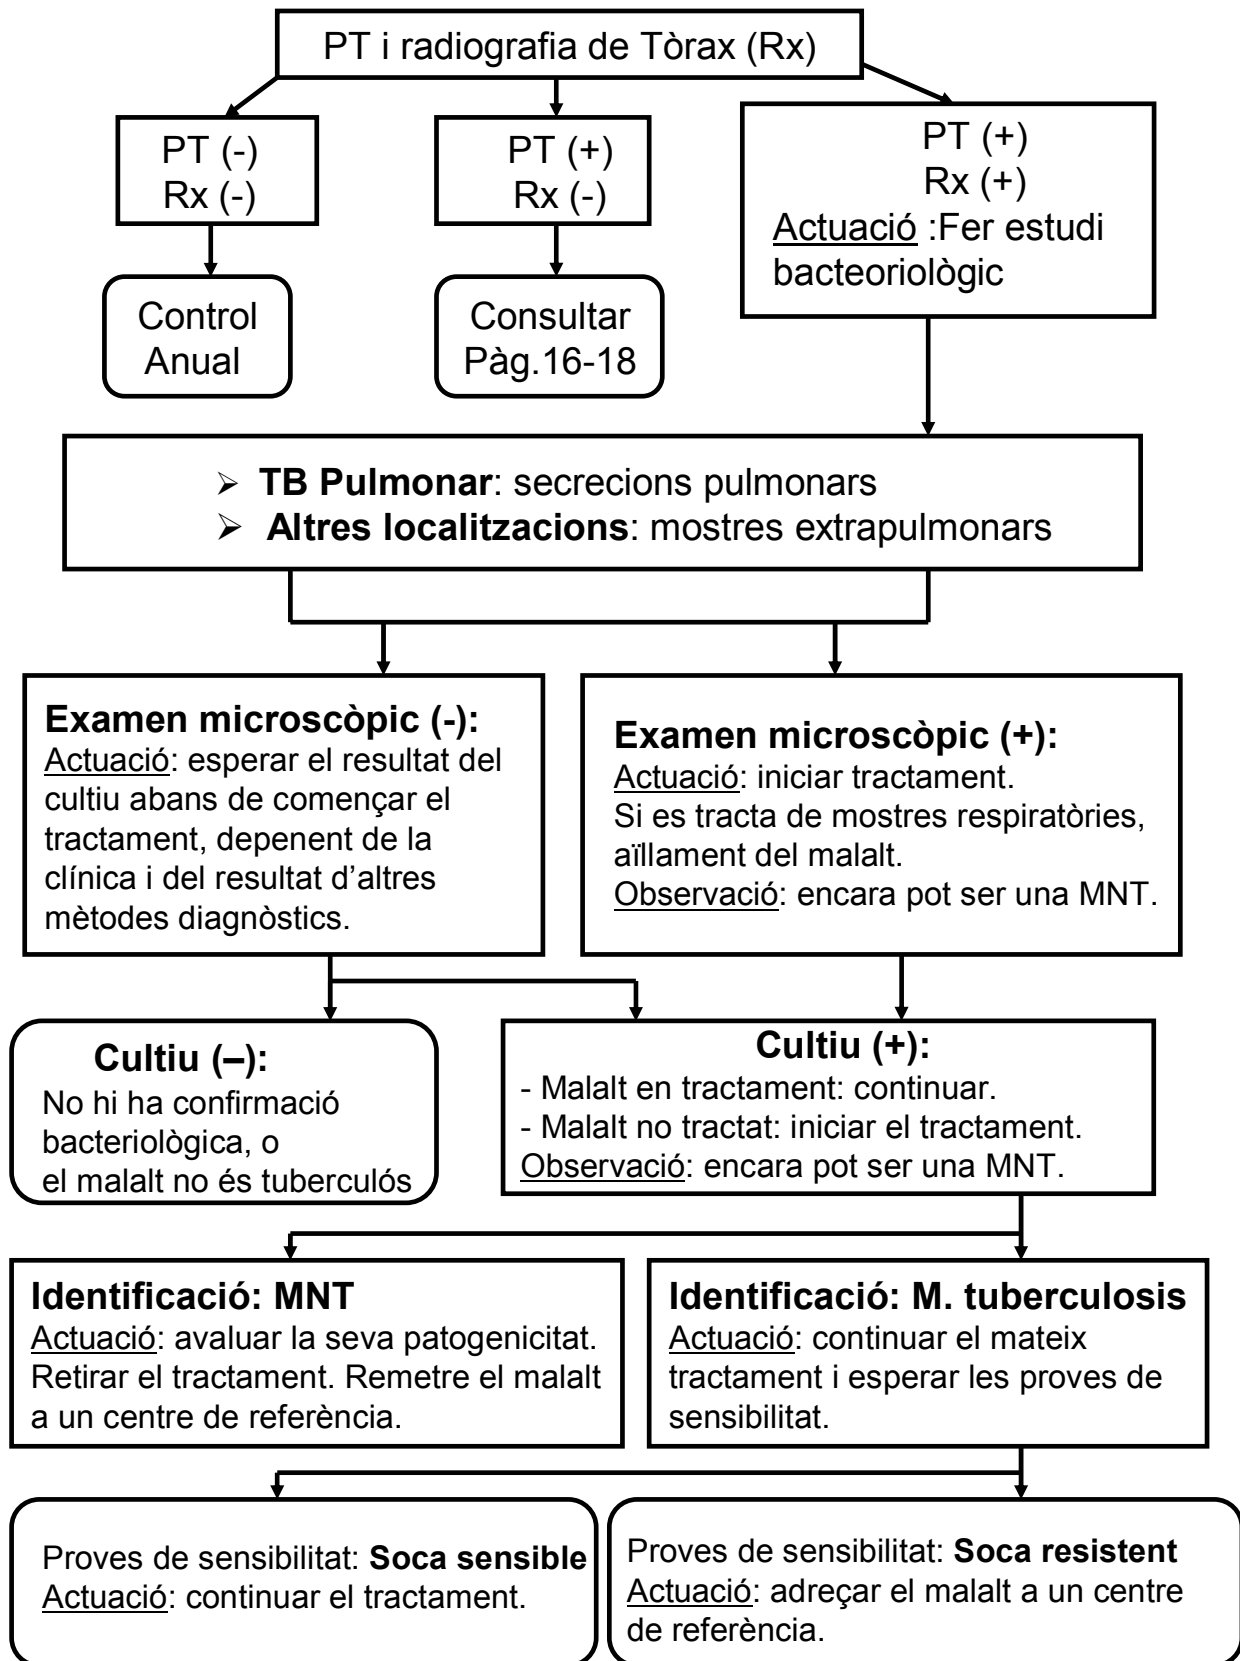 PT i radiografia de Tòrax (Rx)
PT (-)
Rx (-)
PT (+)
Rx (-)
PT (+)
Rx (+)
Actuació :Fer estudi
bacteoriològic
Control
Anual
Consultar
Pàg.16-18
➢ TB Pulmonar: secrecions pulmonars
➢ Altres localitzacions: mostres extrapulmonars
Examen microscòpic (-):
Actuació: esperar el resultat del
cultiu abans de començar el
tractament, depenent de la
clínica i del resultat d’altres
mètodes diagnòstics.
Examen microscòpic (+):
Actuació: iniciar tractament.
Si es tracta de mostres respiratòries,
aïllament del malalt.
Observació: encara pot ser una MNT.
Cultiu (–):
No hi ha confirmació
bacteriològica, o
el malalt no és tuberculós
Cultiu (+):
- Malalt en tractament: continuar.
- Malalt no tractat: iniciar el tractament.
Observació: encara pot ser una MNT.
Identificació: MNT
Actuació: avaluar la seva patogenicitat.
Retirar el tractament. Remetre el malalt
a un centre de referència.
Identificació: M. tuberculosis
Actuació: continuar el mateix
tractament i esperar les proves de
sensibilitat.
Proves de sensibilitat: Soca sensible
Actuació: continuar el tractament.
Proves de sensibilitat: Soca resistent
Actuació: adreçar el malalt a un centre
de referència.